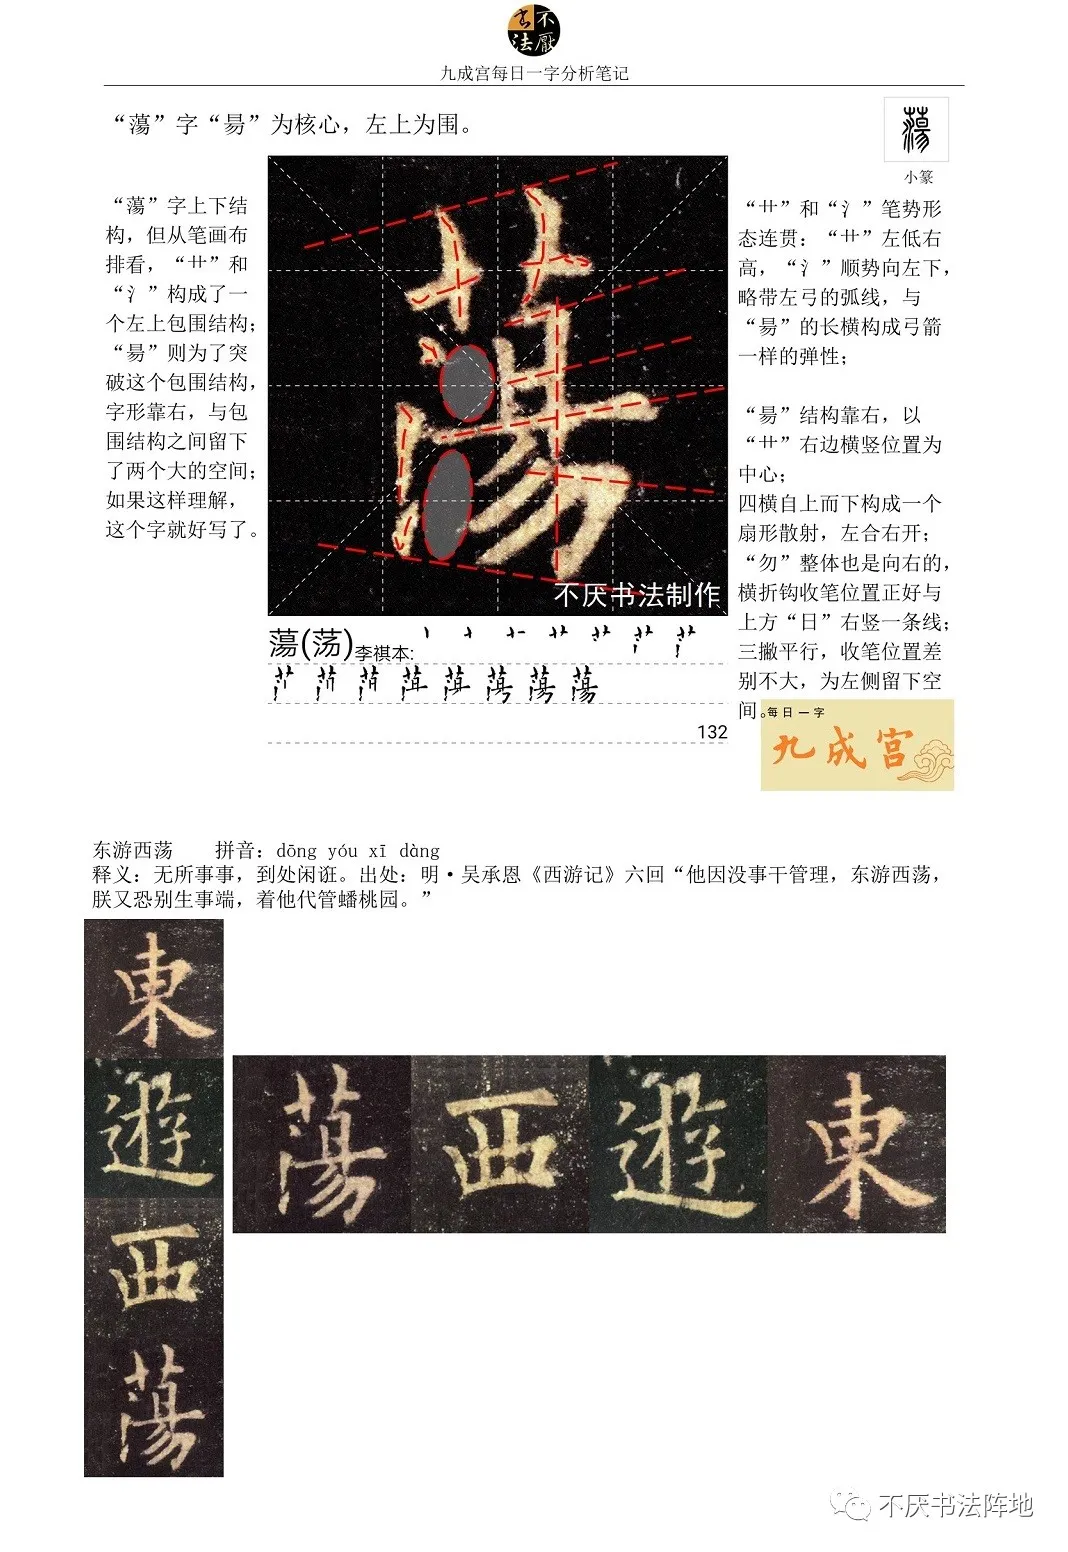 不厭書法
九成宫每日一字分析笔记
“蕩”字“昜”为核心，左上为围。
蕩
小篆
“蕩”字上下结
构，但从笔画布
排看，“艹”和
“氵”构成了一
个左上包围结构；
“昜”则为了突
破这个包围结构，
字形靠右，与包
围结构之间留下
了两个大的空间；
如果这样理解，
这个字就好写了。
蕩
不厌书法制作
“艹”和“氵”笔势形
态连贯：“艹”左低右
高，“氵”顺势向左下，
略带左弓的弧线，与
“昜”的长横构成弓箭
一样的弹性；
“昜”结构靠右，以
“艹”右边横竖位置为
中心；
四横自上而下构成一个
扇形散射，左合右开；
“勿”整体也是向右的，
横折钩收笔位置正好与
上方“日”右竖一条线；
三撇平行，收笔位置差
别不大，为左侧留下空
间。
蕩(荡)李祺本:
132
每日一字
九成宫
东游西荡 拼音：dōng yóu xī dàng
释义：无所事事，到处闲逛。出处：明·吴承恩《西游记》六回“他因没事干管理，东游西荡，
朕又恐别生事端，着他代管蟠桃园。”
東
遊
西
蕩
蕩西遊東
不厌书法阵地